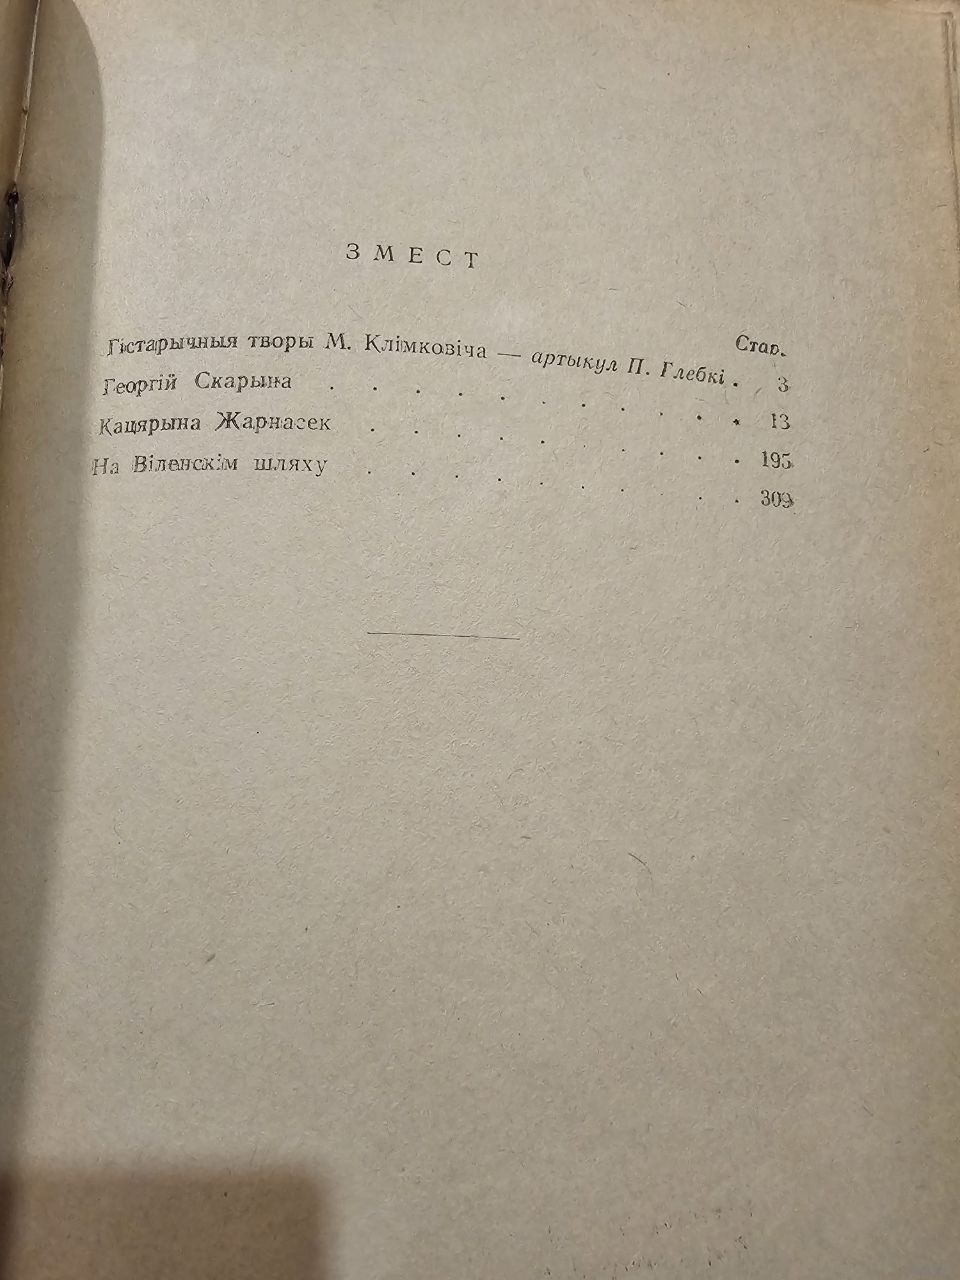 ЗМЕСТ
Стар.
Гістарычныя творы М. Клімковіча — артыкул П. Глебкі . 3
Георгій Скарына . . . . . . . . . . . 13
Кацярына Жарнасек . . . . . . . . . 195
На Віленскім шляху . . . . . . . . . 309